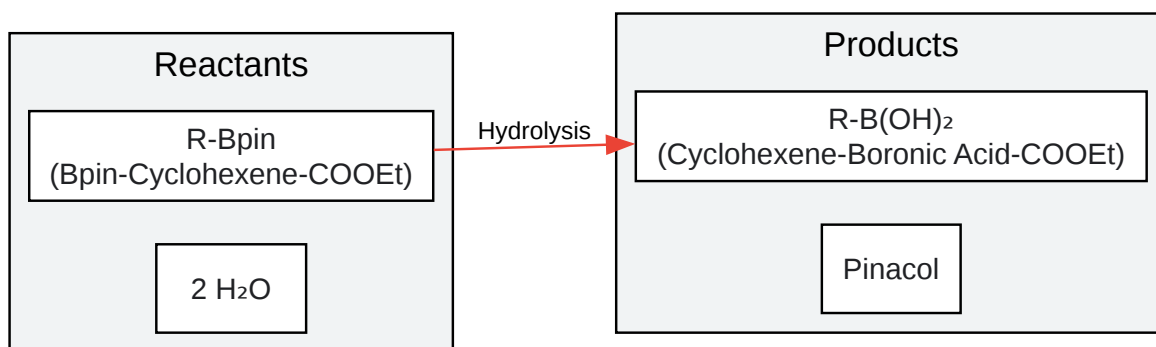 Reactants
R-Bpin
(Bpin-Cyclohexene-COOEt)
2 H₂O
Hydrolysis
Products
R-B(OH)₂
(Cyclohexene-Boronic Acid-COOEt)
Pinacol